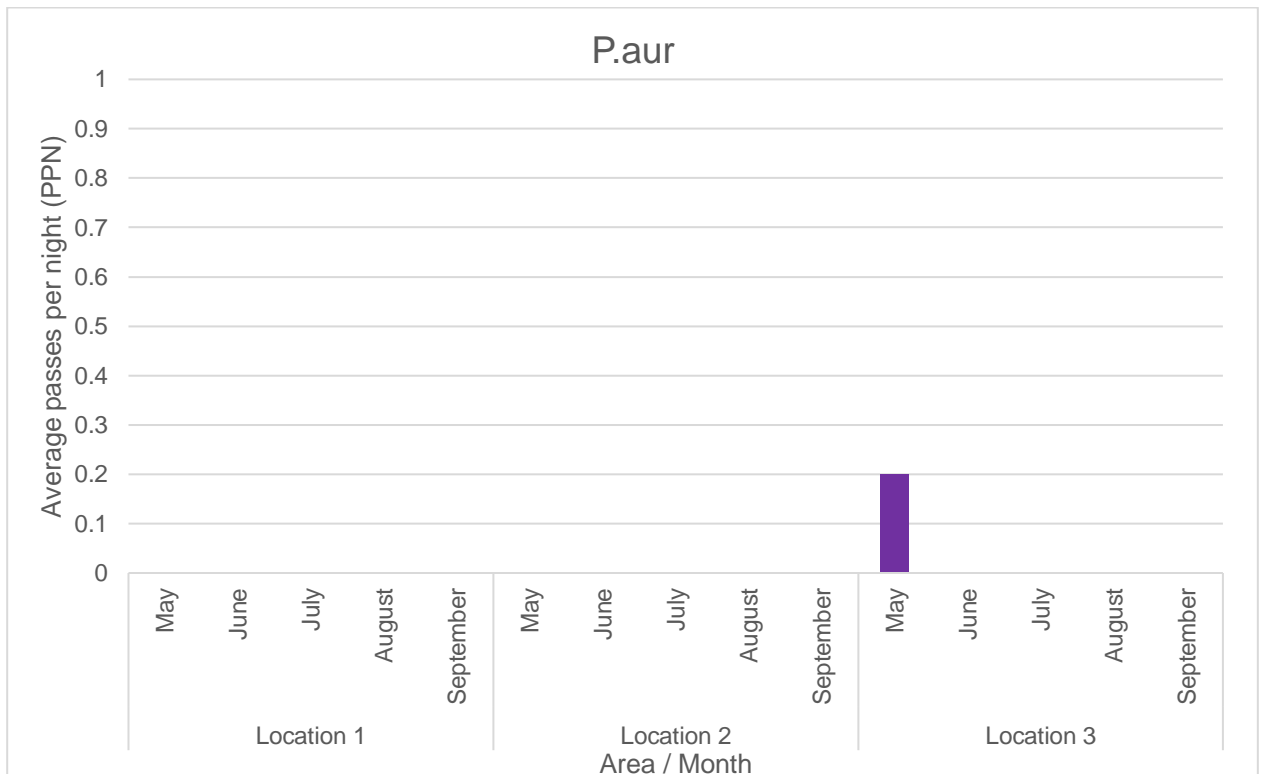 P.aur
Average passes per night (PPN)
1
0.9
0.8
0.7
0.6
0.5
0.4
0.3
0.2
0.1
0
May
June
July
August
September
May
June
July
August
September
May
June
July
August
September
Location 1
Location 2
Location 3
Area / Month